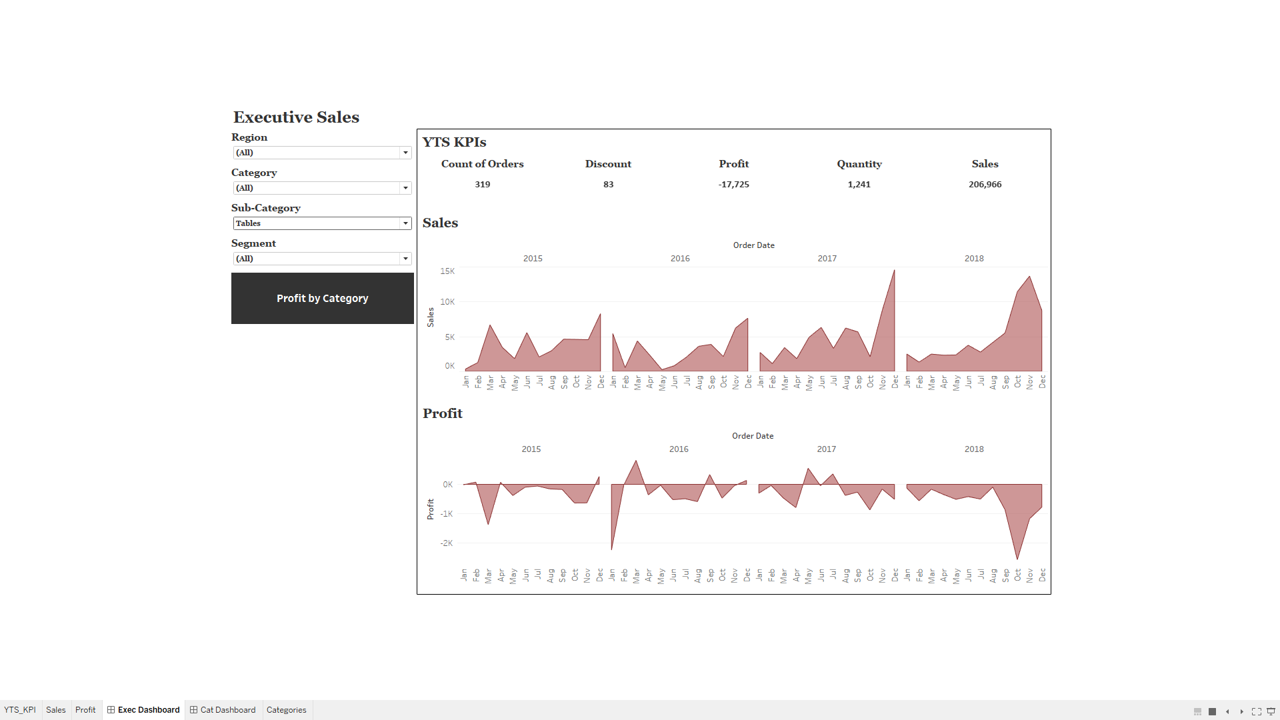 Executive Sales
Region
(All)
Category
(All)
Sub-Category
Tables
Segment
(All)
Profit by Category
YTS KPIs
Count of Orders Discount Profit Quantity Sales
319 83 -17,725 1,241 206,966
Sales
Order Date
2015 2016 2017 2018
15K
10K
5K
0K
Sales
Jan Feb Mar Apr May Jun Jul Aug Sep Oct Nov Dec Jan Feb Mar Apr May Jun Jul Aug Sep Oct Nov Dec Jan Feb Mar Apr May Jun Jul Aug Sep Oct Nov Dec Jan Feb Mar Apr May Jun Jul Aug Sep Oct Nov Dec
Profit
Order Date
2015 2016 2017 2018
0K
-1K
-2K
Profit
Jan Feb Mar Apr May Jun Jul Aug Sep Oct Nov Dec Jan Feb Mar Apr May Jun Jul Aug Sep Oct Nov Dec Jan Feb Mar Apr May Jun Jul Aug Sep Oct Nov Dec Jan Feb Mar Apr May Jun Jul Aug Sep Oct Nov Dec
YTS_KPI Sales Profit Exec Dashboard Cat Dashboard Categories